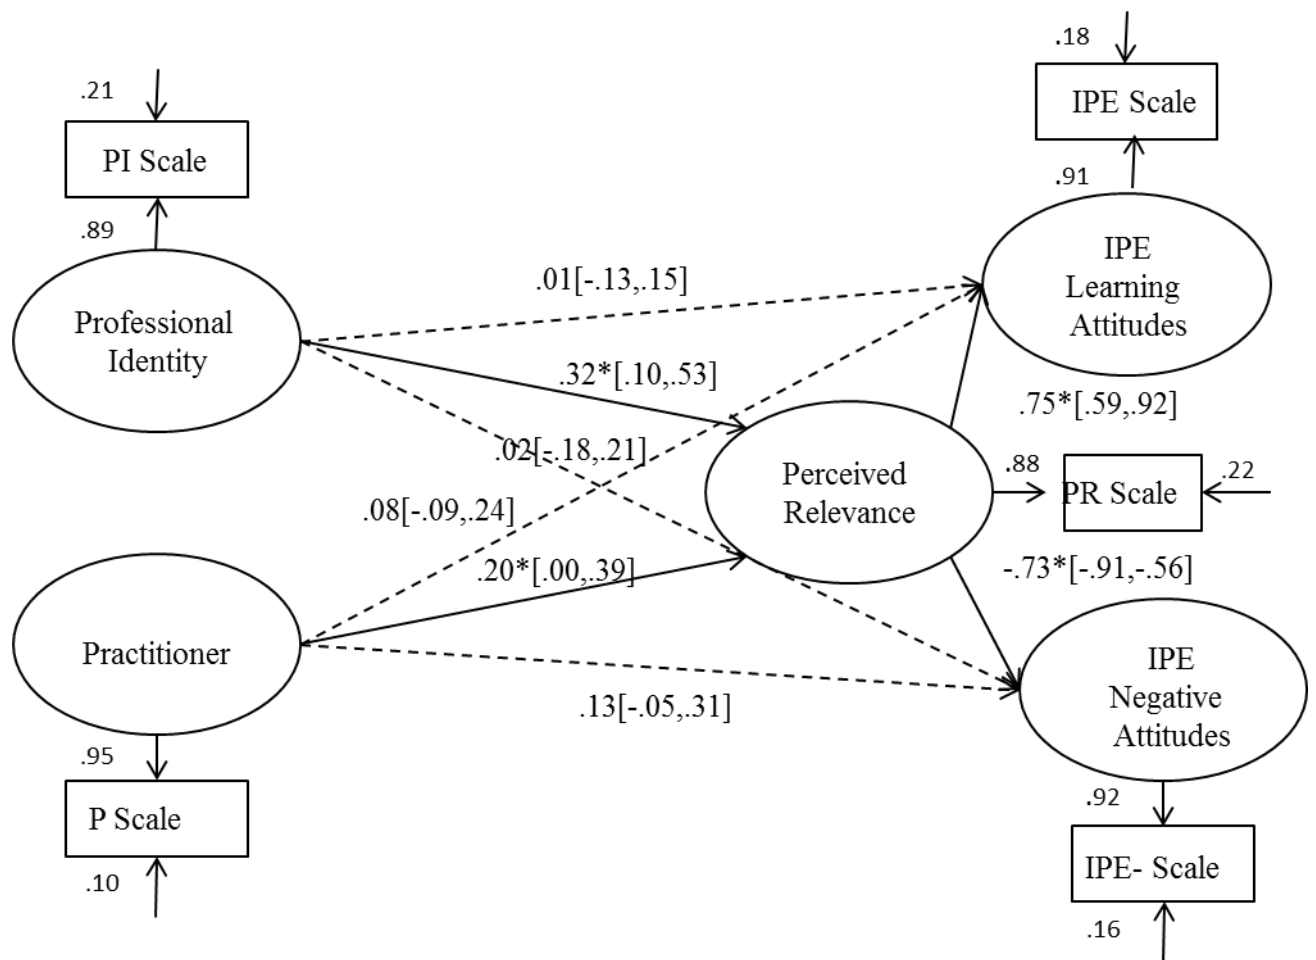 .18
IPE Scale
.91
.21
PI Scale
.89
IPE
Learning
Attitudes
Professional
Identity
.01[-.13,.15]
.32*[.10,.53]
.75*[.59,.92]
.02[-.18,.21]
.88
PR Scale
.22
Perceived
Relevance
.08[-.09,.24]
.20*[.00,.39]
-.73*[-.91,-.56]
Practitioner
IPE
Negative
Attitudes
.13[-.05,.31]
.95
P Scale
.10
.92
IPE- Scale
.16